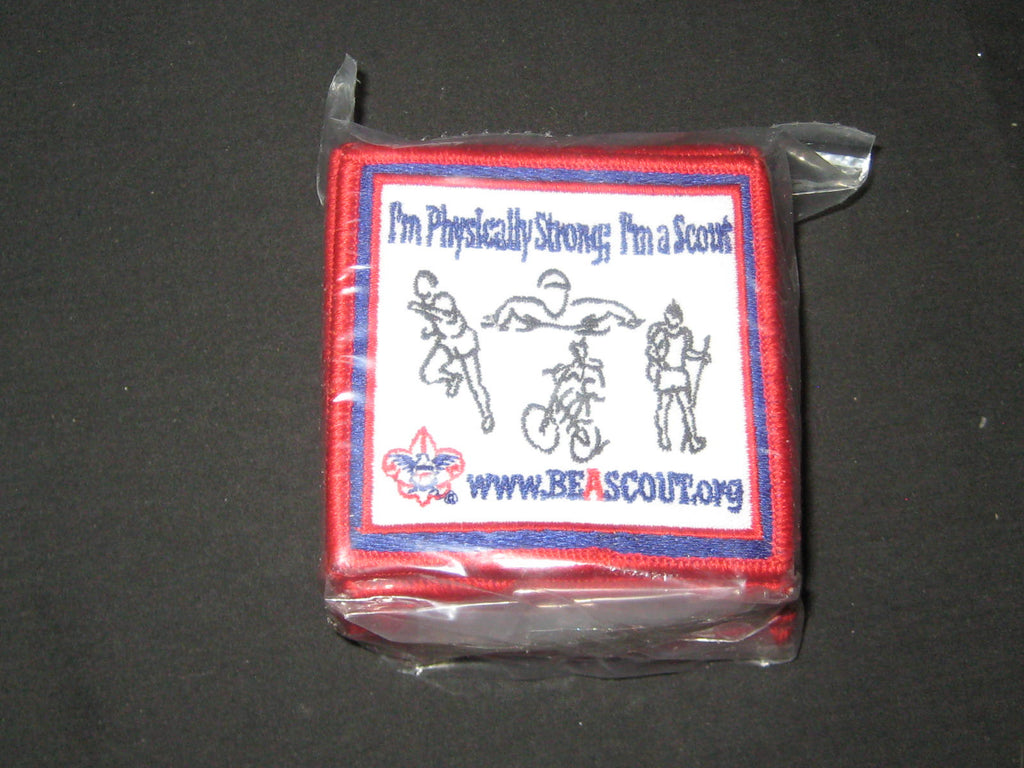 I'm Physically Strong; I'm a Scout
®
www.BEASCOUT.org